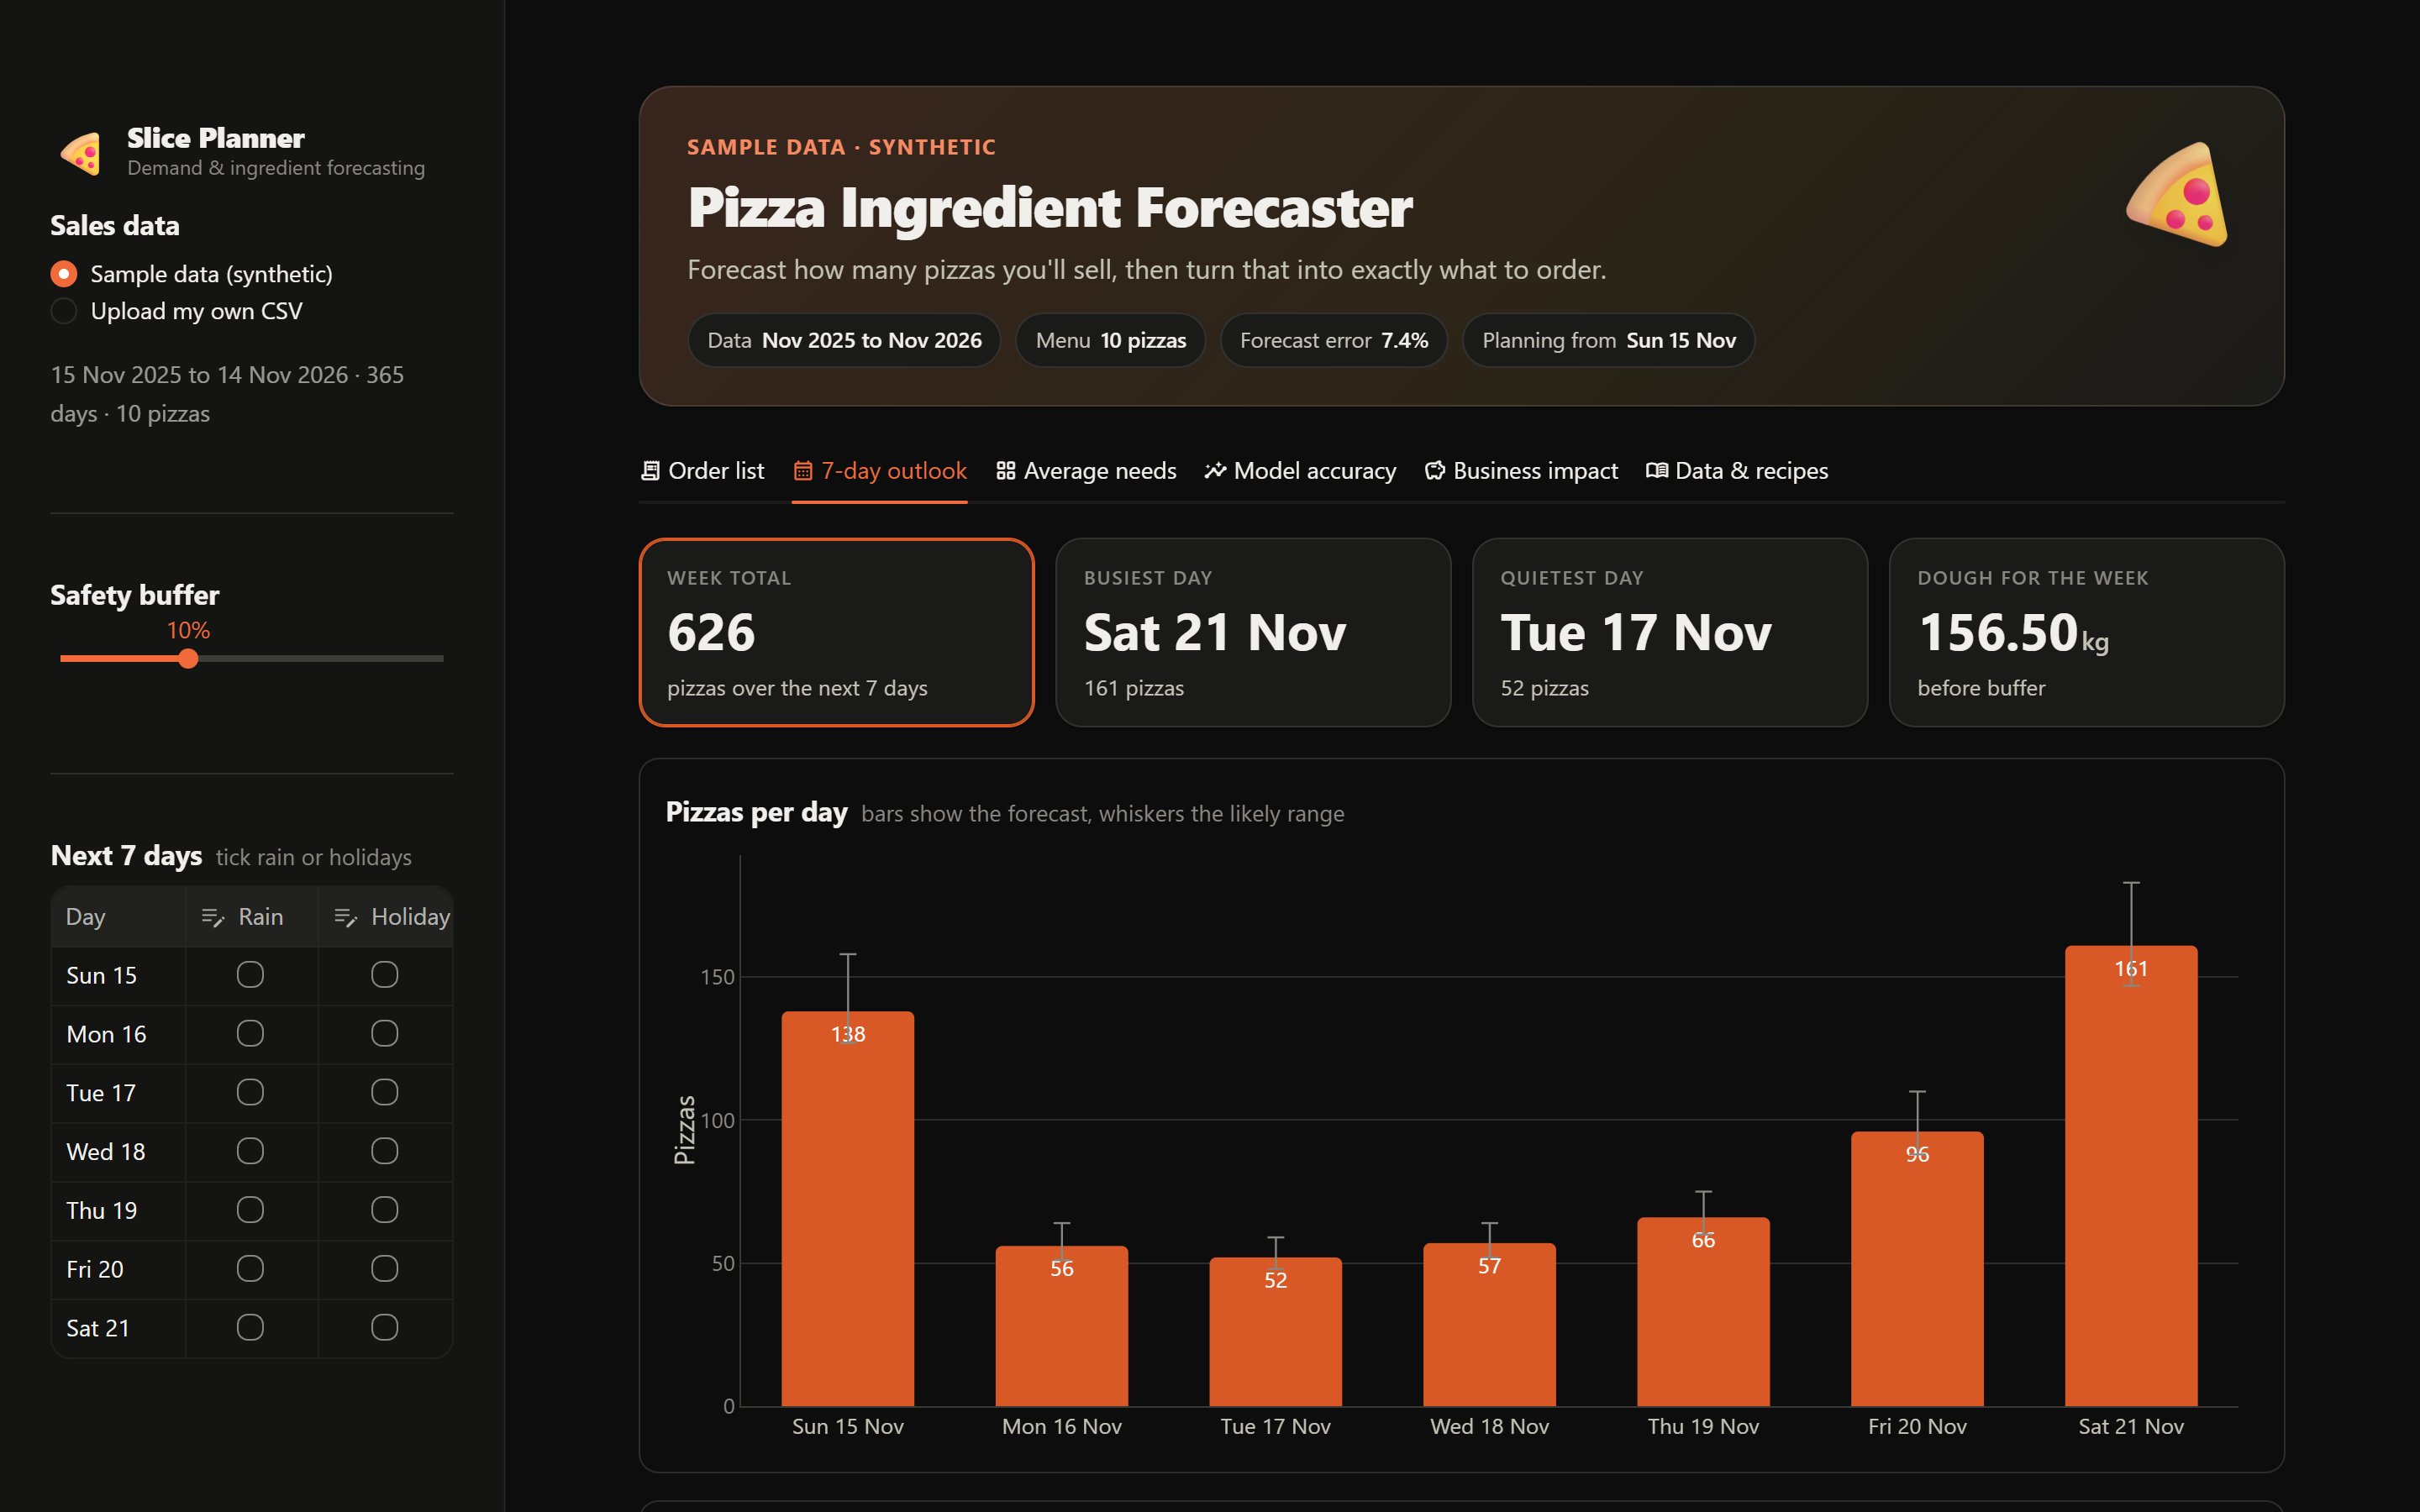 Slice Planner
Demand & ingredient forecasting
Sales data
Sample data (synthetic)
Upload my own CSV
15 Nov 2025 to 14 Nov 2026 · 365
days · 10 pizzas
Safety buffer
10%
Next 7 days tick rain or holidays
Day Rain Holiday
Sun 15
Mon 16
Tue 17
Wed 18
Thu 19
Fri 20
Sat 21
SAMPLE DATA · SYNTHETIC
Pizza Ingredient Forecaster
Forecast how many pizzas you'll sell, then turn that into exactly what to order.
Data Nov 2025 to Nov 2026 Menu 10 pizzas Forecast error 7.4% Planning from Sun 15 Nov
Order list 7-day outlook Average needs Model accuracy Business impact Data & recipes
WEEK TOTAL
626
pizzas over the next 7 days
BUSIEST DAY
Sat 21 Nov
161 pizzas
QUIETEST DAY
Tue 17 Nov
52 pizzas
DOUGH FOR THE WEEK
156.50 kg
before buffer
Pizzas per day bars show the forecast, whiskers the likely range
Pizzas
150
100
50
0
138
56
52
57
66
96
161
Sun 15 Nov Mon 16 Nov Tue 17 Nov Wed 18 Nov Thu 19 Nov Fri 20 Nov Sat 21 Nov